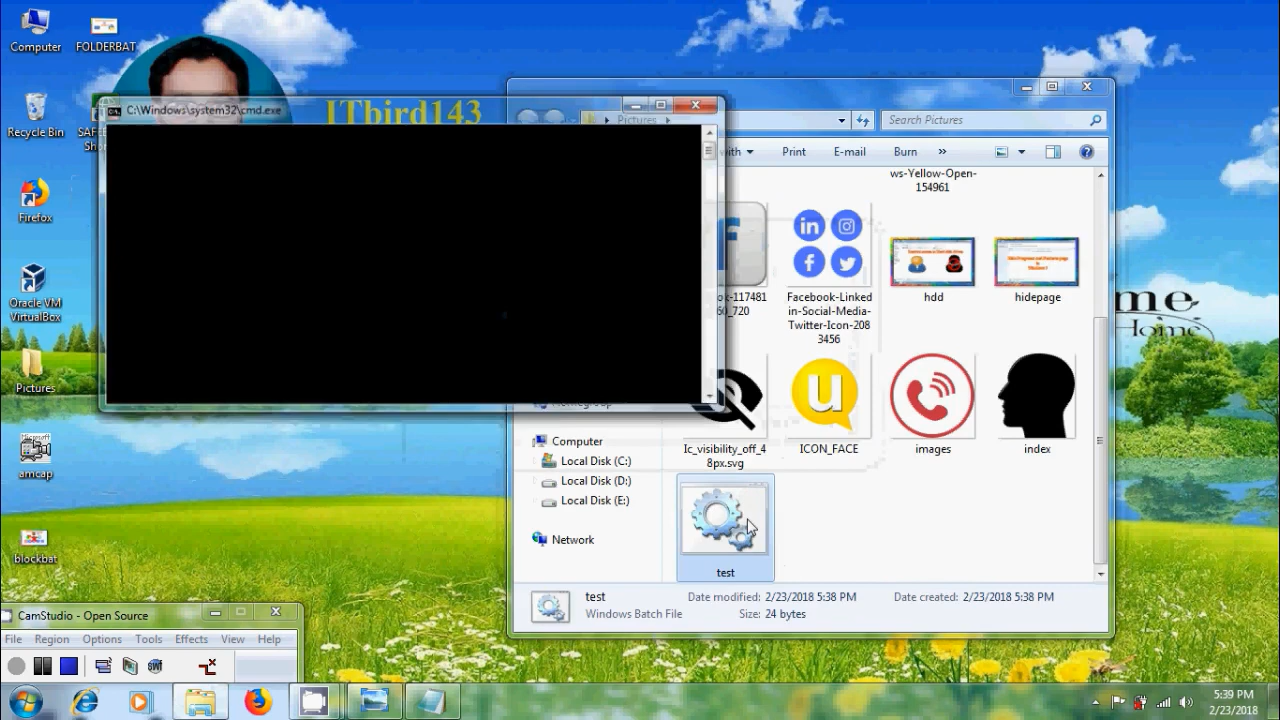 Computer
FOLDERBAT
Recycle Bin
Firefox
Oracle VM
VirtualBox
Pictures
amcap
blockbat
ITbird143
C:\Windows\system32\cmd.exe
Pictures
Search Pictures
with
Print
E-mail
Burn
»
ws-Yellow-Open-
154961
Facebook-Linked
in-Social-Media-
Twitter-Icon-208
3456
hdd
hidepage
Ic_visibility_off_4
8px.svg
ICON_FACE
images
index
test
Homegroup
Computer
Local Disk (C:)
Local Disk (D:)
Local Disk (E:)
Network
test
Windows Batch File
Date modified: 2/23/2018 5:38 PM
Size: 24 bytes
Date created: 2/23/2018 5:38 PM
Home
CamStudio - Open Source
File Region Options Tools Effects View Help
5:39 PM
2/23/2018